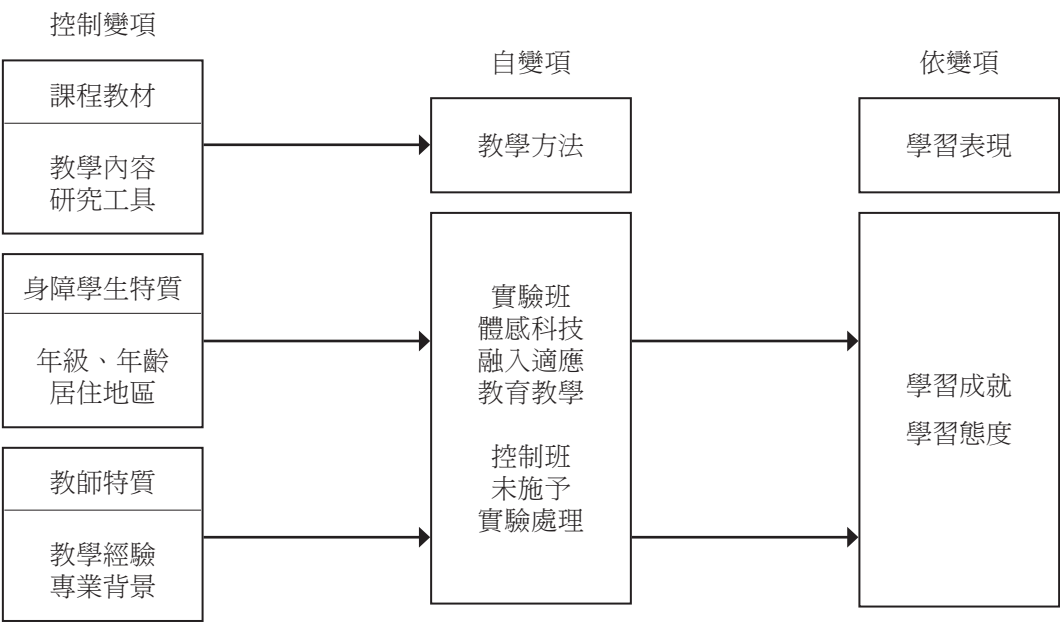 控制變項
課程教材
教學內容
研究工具
身障學生特質
年級、年齡
居住地區
教師特質
教學經驗
專業背景
自變項
教學方法
實驗班
體感科技
融入適應
教育教學
控制班
未施予
實驗處理
依變項
學習表現
學習成就
學習態度